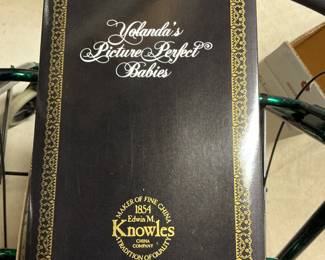 Yolanda's
Picture Perfect®
Babies
MAKER OF FINE CHINA
1854
Edwin M.
Knowles
CHINA
COMPANY
TRADITION OF QUALITY